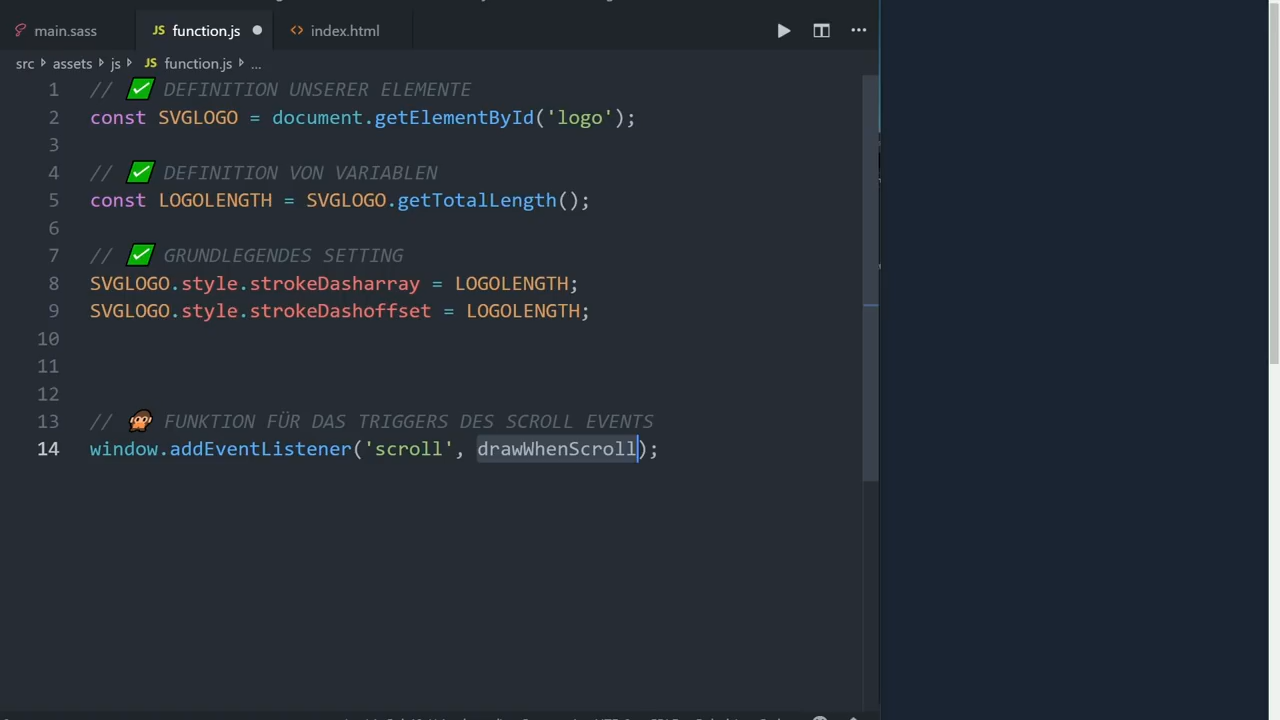 main.sass
JS function.js
<> index.html
src assets js JS function.js ...
1 // ✅ DEFINITION UNSERER ELEMENTE
2 const SVGLOGO = document.getElementById('logo');
3
4 // ✅ DEFINITION VON VARIABLEN
5 const LOGOLENGTH = SVGLOGO.getTotalLength();
6
7 // ✅ GRUNDLEGENDES SETTING
8 SVGLOGO.style.strokeDasharray = LOGOLENGTH;
9 SVGLOGO.style.strokeDashoffset = LOGOLENGTH;
10
11
12
13 // 🙉 FUNKTION FÜR DAS TRIGGERS DES SCROLL EVENTS
14 window.addEventListener('scroll', drawWhenScroll);